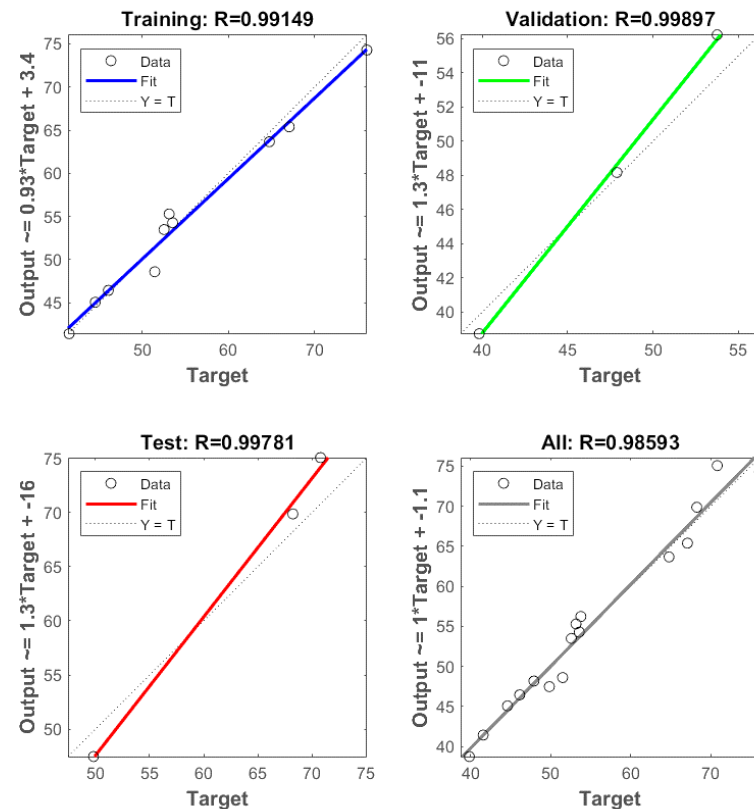 Training: R=0.99149
Output ~= 0.93*Target + 3.4
75
70
65
60
55
50
45
Data
Fit
Y = T
50
60
70
Target
Validation: R=0.99897
Output ~= 1.3*Target + -11
56
54
52
50
48
46
44
42
40
Data
Fit
Y = T
40
45
50
55
Target
Test: R=0.99781
Output ~= 1.3*Target + -16
75
70
65
60
55
50
Data
Fit
Y = T
50
55
60
65
70
75
Target
All: R=0.98593
Output ~= 1*Target + -1.1
75
70
65
60
55
50
45
40
Data
Fit
Y = T
40
50
60
70
Target